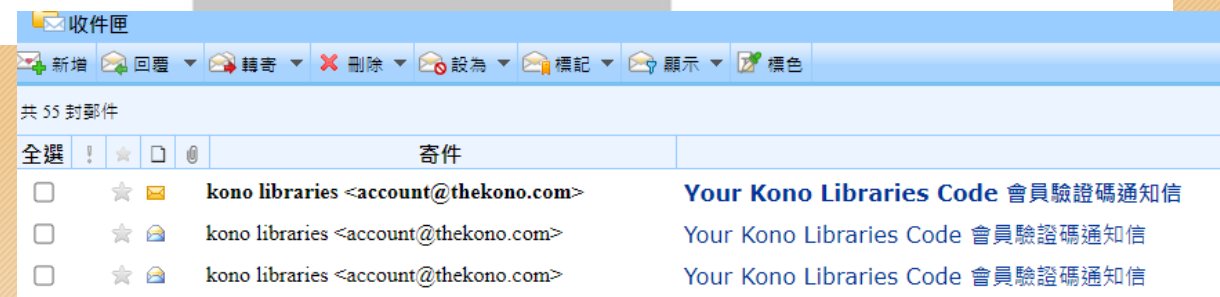 收件匣
新增 回覆 轉寄 刪除 設為 標記 顯示 標色
共 55 封郵件
全選 ! 寄件
kono libraries <account@thekono.com> Your Kono Libraries Code 會員驗證碼通知信
kono libraries <account@thekono.com> Your Kono Libraries Code 會員驗證碼通知信
kono libraries <account@thekono.com> Your Kono Libraries Code 會員驗證碼通知信